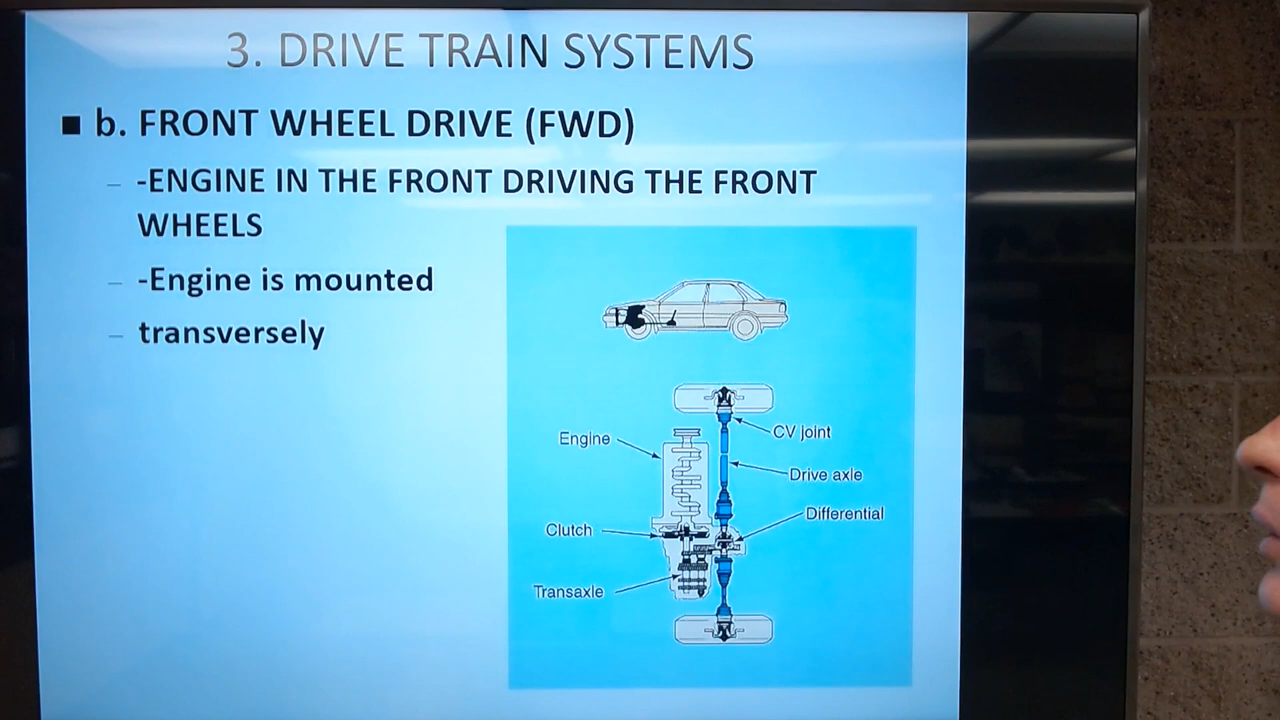 3. DRIVE TRAIN SYSTEMS
■ b. FRONT WHEEL DRIVE (FWD)
– -ENGINE IN THE FRONT DRIVING THE FRONT
WHEELS
– -Engine is mounted
– transversely
CV joint
Engine
Drive axle
Differential
Clutch
Transaxle